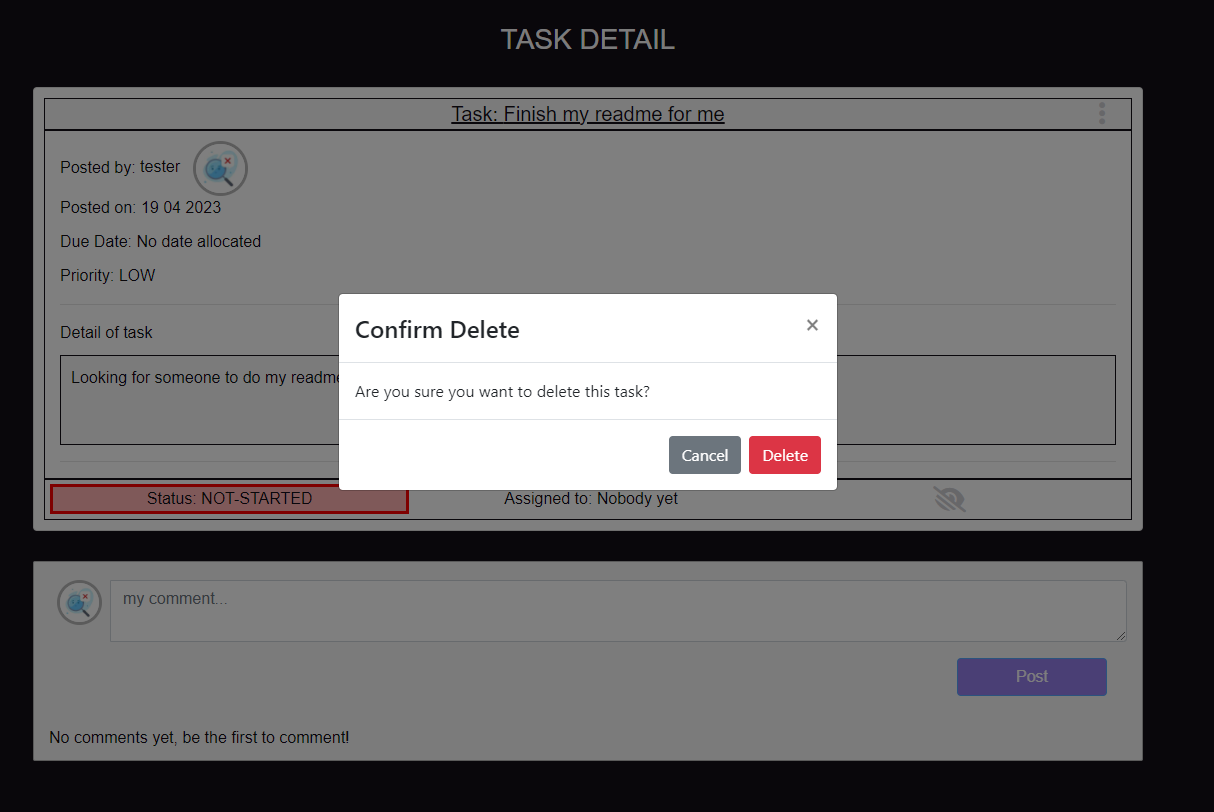 TASK DETAIL
Task: Finish my readme for me
Posted by: tester
Posted on: 19 04 2023
Due Date: No date allocated
Priority: LOW
Detail of task
Looking for someone to do my readme
Confirm Delete
×
Are you sure you want to delete this task?
Cancel Delete
Status: NOT-STARTED Assigned to: Nobody yet
my comment...
Post
No comments yet, be the first to comment!